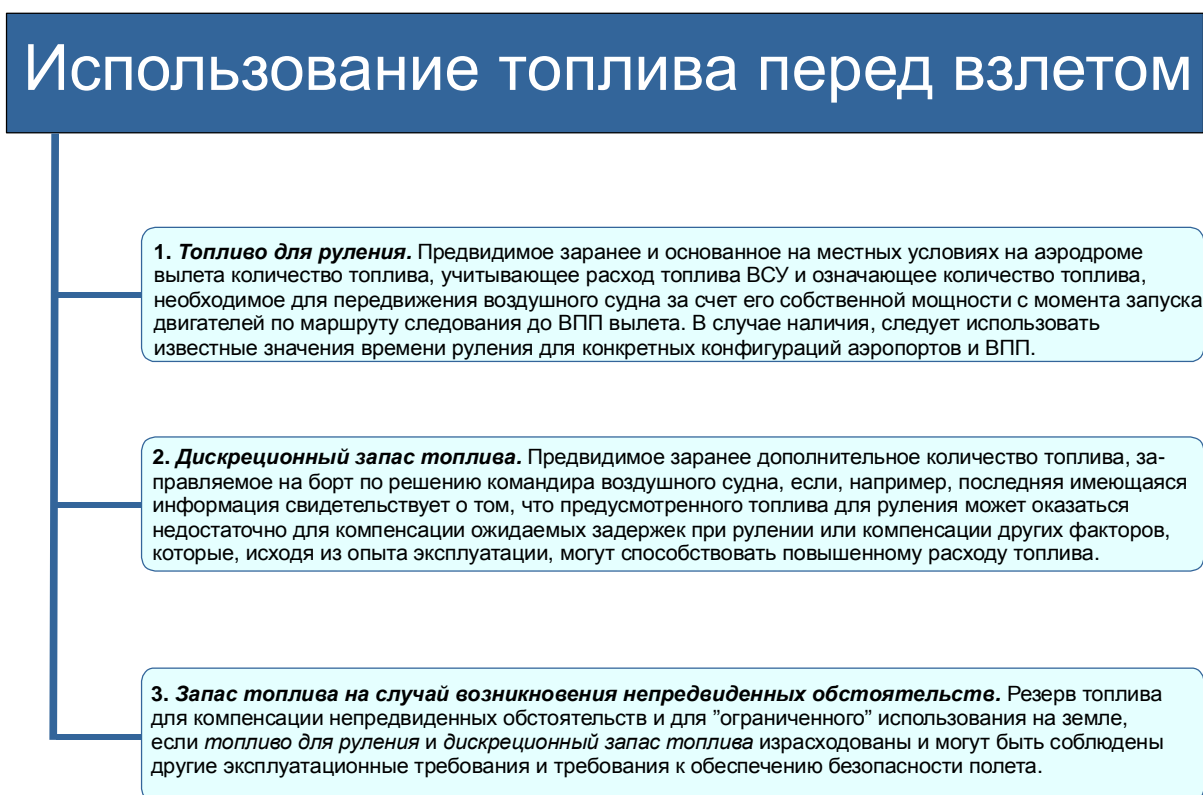 Использование топлива перед взлетом
1. Топливо для руления. Предвидимое заранее и основанное на местных условиях на аэродроме
вылета количество топлива, учитывающее расход топлива ВСУ и означающее количество топлива,
необходимое для передвижения воздушного судна за счет его собственной мощности с момента запуска
двигателей по маршруту следования до ВПП вылета. В случае наличия, следует использовать
известные значения времени руления для конкретных конфигураций аэропортов и ВПП.
2. Дискреционный запас топлива. Предвидимое заранее дополнительное количество топлива, за-
правляемое на борт по решению командира воздушного судна, если, например, последняя имеющаяся
информация свидетельствует о том, что предусмотренного топлива для руления может оказаться
недостаточно для компенсации ожидаемых задержек при рулении или компенсации других факторов,
которые, исходя из опыта эксплуатации, могут способствовать повышенному расходу топлива.
3. Запас топлива на случай возникновения непредвиденных обстоятельств. Резерв топлива
для компенсации непредвиденных обстоятельств и для ”ограниченного” использования на земле,
если топливо для руления и дискреционный запас топлива израсходованы и могут быть соблюдены
другие эксплуатационные требования и требования к обеспечению безопасности полета.